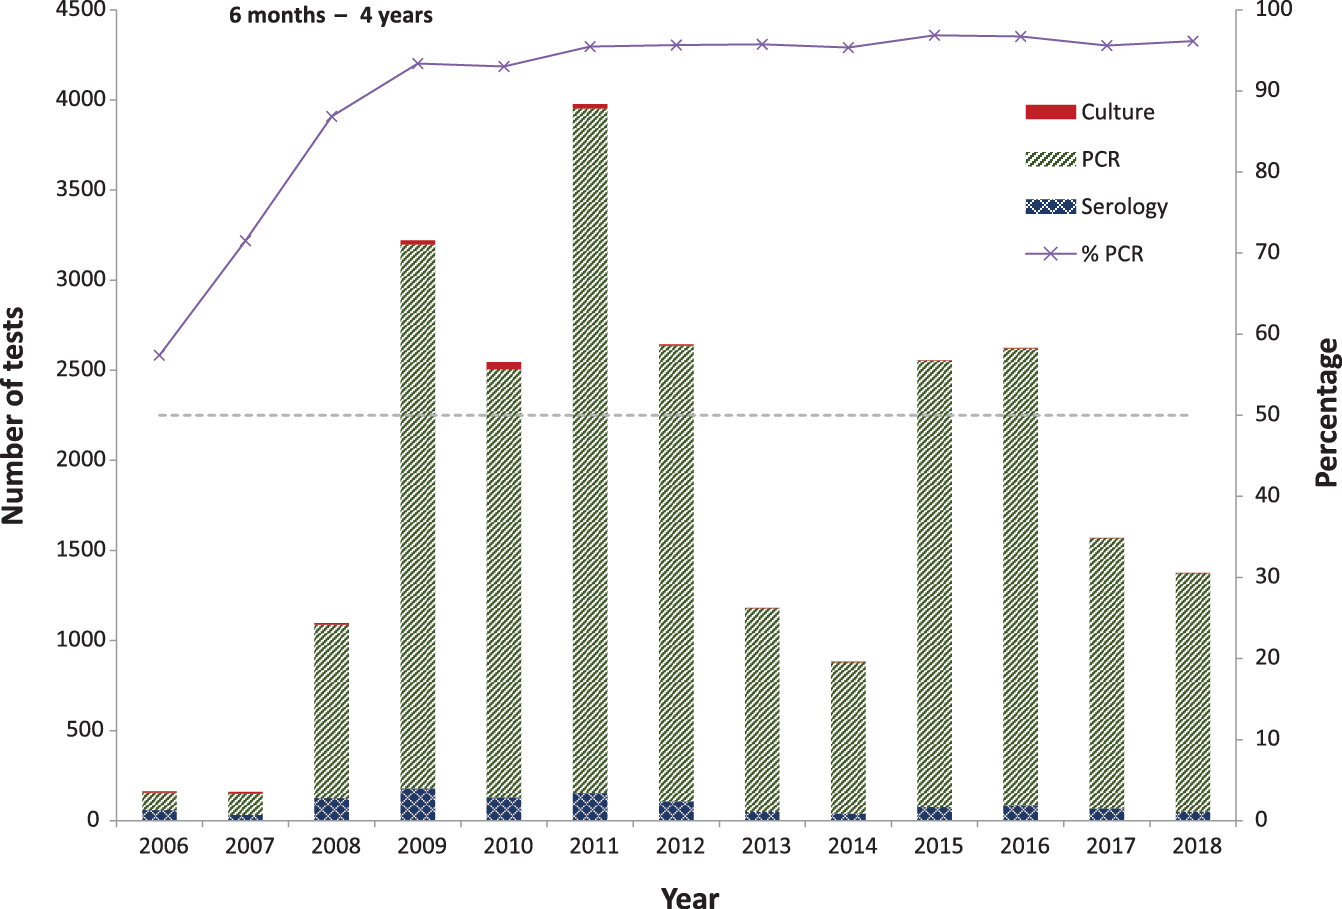 6 months – 4 years
4500
4000
3500
3000
2500
2000
1500
1000
500
0
Number of tests
100
90
80
70
60
50
40
30
20
10
0
Percentage
Culture
PCR
Serology
% PCR
2006 2007 2008 2009 2010 2011 2012 2013 2014 2015 2016 2017 2018
Year